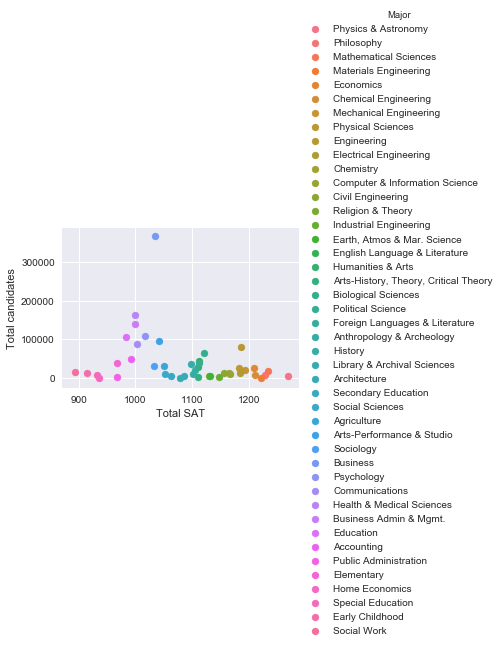 Major
Physics & Astronomy
Philosophy
Mathematical Sciences
Materials Engineering
Economics
Chemical Engineering
Mechanical Engineering
Physical Sciences
Engineering
Electrical Engineering
Chemistry
Computer & Information Science
Civil Engineering
Religion & Theory
Industrial Engineering
Earth, Atmos & Mar. Science
English Language & Literature
Humanities & Arts
Arts-History, Theory, Critical Theory
Biological Sciences
Political Science
Foreign Languages & Literature
Anthropology & Archeology
History
Library & Archival Sciences
Architecture
Secondary Education
Social Sciences
Agriculture
Arts-Performance & Studio
Sociology
Business
Psychology
Communications
Health & Medical Sciences
Business Admin & Mgmt.
Education
Accounting
Public Administration
Elementary
Home Economics
Special Education
Early Childhood
Social Work
Total candidates
300000
200000
100000
0
900 1000 1100 1200
Total SAT